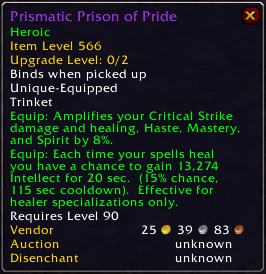 Prismatic Prison of Pride
Heroic
Item Level 566
Upgrade Level: 0/2
Binds when picked up
Unique-Equipped
Trinket
Equip: Amplifies your Critical Strike
damage and healing, Haste, Mastery,
and Spirit by 8%.
Equip: Each time your spells heal
you have a chance to gain 13,274
Intellect for 20 sec.  (15% chance,
115 sec cooldown).  Effective for
healer specializations only.
Requires Level 90
Vendor 25 39 83
Auction unknown
Disenchant unknown